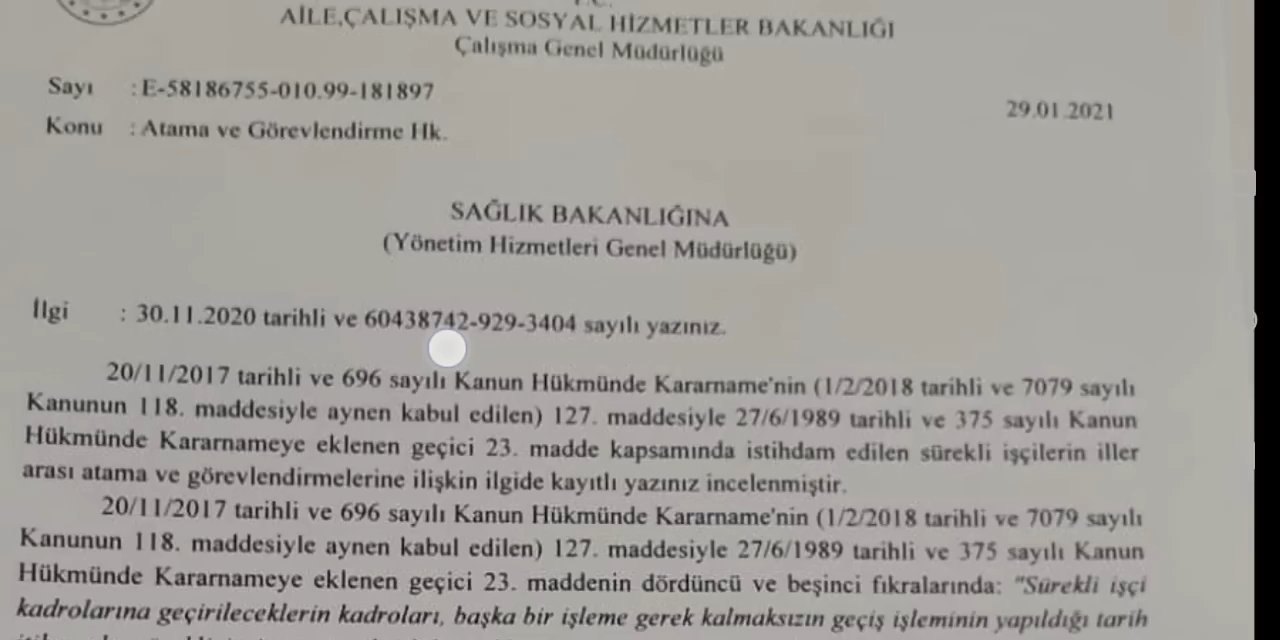 AİLE,ÇALIŞMA VE SOSYAL HİZMETLER BAKANLIĞI
Çalışma Genel Müdürlüğü
Sayı : E-58186755-010.99-181897
29.01.2021
Konu : Atama ve Görevlendirme Hk.
SAĞLIK BAKANLIĞINA
(Yönetim Hizmetleri Genel Müdürlüğü)
İlgi : 30.11.2020 tarihli ve 60438742-929-3404 sayılı yazınız.
20/11/2017 tarihli ve 696 sayılı Kanun Hükmünde Kararname'nin (1/2/2018 tarihli ve 7079 sayılı
Kanunun 118. maddesiyle aynen kabul edilen) 127. maddesiyle 27/6/1989 tarihli ve 375 sayılı Kanun
Hükmünde Kararnameye eklenen geçici 23. madde kapsamında istihdam edilen sürekli işçilerin iller
arası atama ve görevlendirmelerine ilişkin ilgide kayıtlı yazınız incelenmiştir.
20/11/2017 tarihli ve 696 sayılı Kanun Hükmünde Kararname'nin (1/2/2018 tarihli ve 7079 sayılı
Kanunun 118. maddesiyle aynen kabul edilen) 127. maddesiyle 27/6/1989 tarihli ve 375 sayılı Kanun
Hükmünde Kararnameye eklenen geçici 23. maddenin dördüncü ve beşinci fıkralarında: "Sürekli işçi
kadrolarına geçirileceklerin kadroları, başka bir işleme gerek kalmaksızın geçiş işleminin yapıldığı tarih